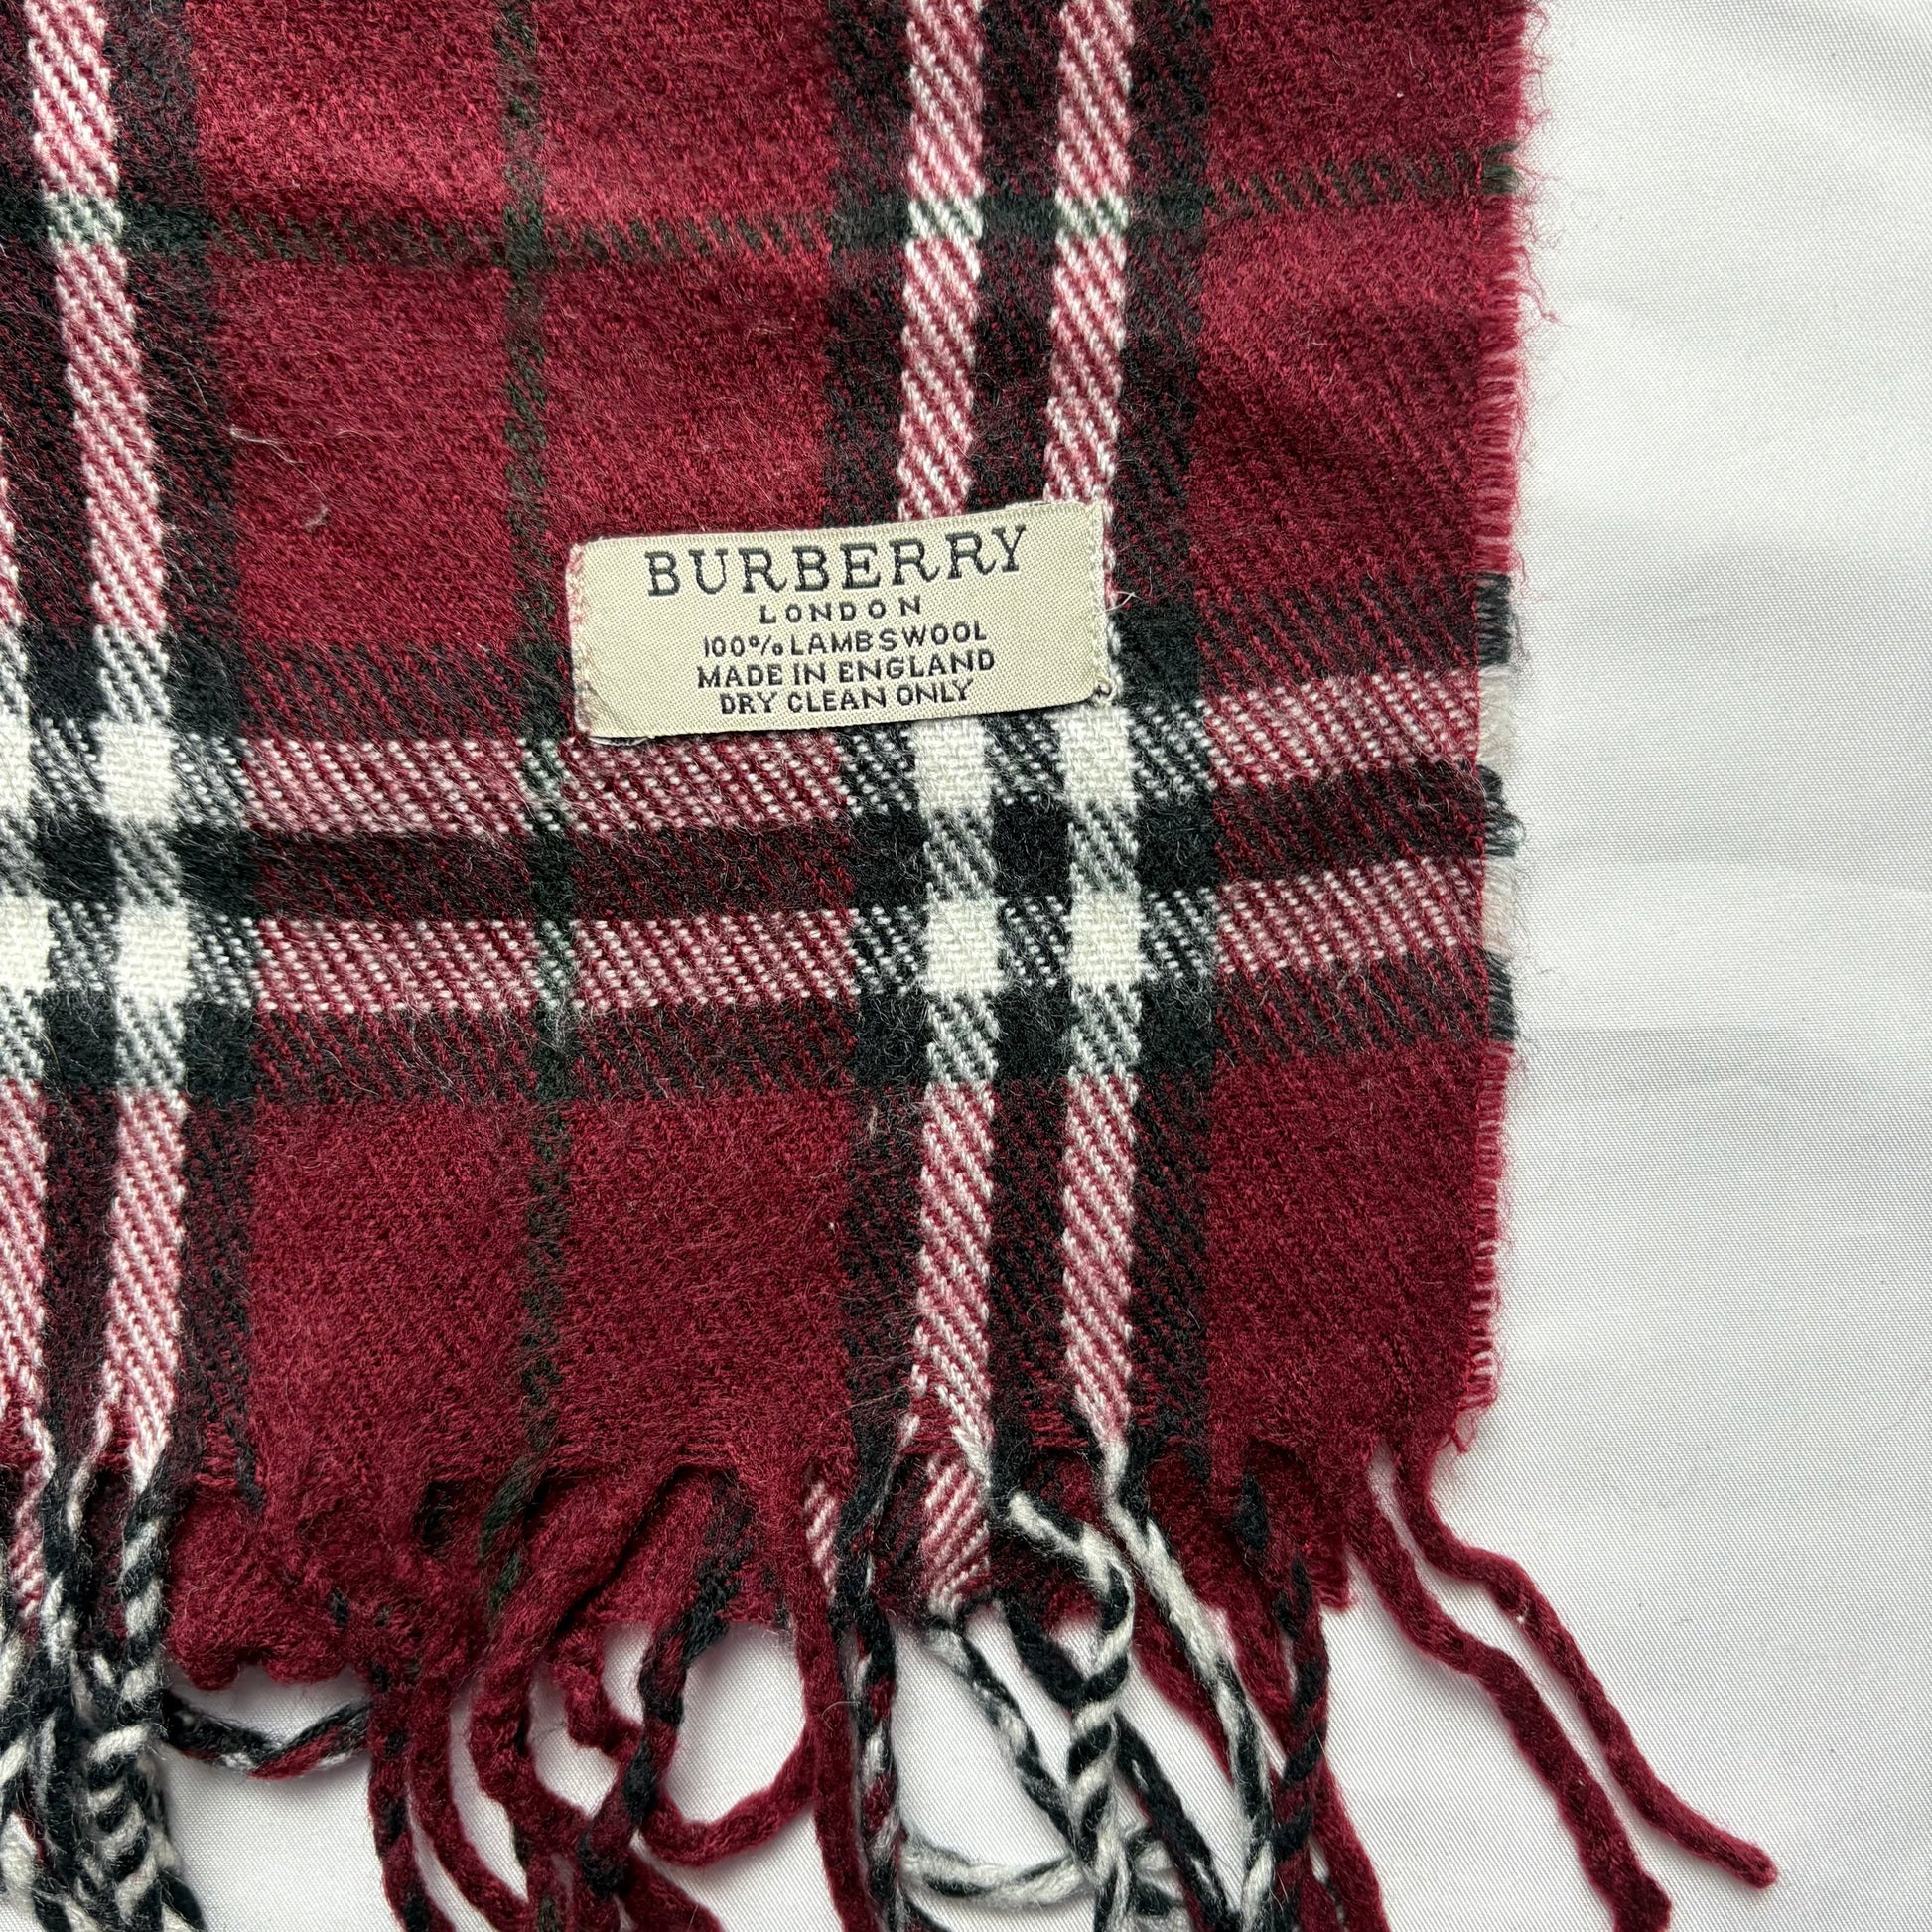 BURBERRY
LONDON
100% LAMBSWOOL
MADE IN ENGLAND
DRY CLEAN ONLY